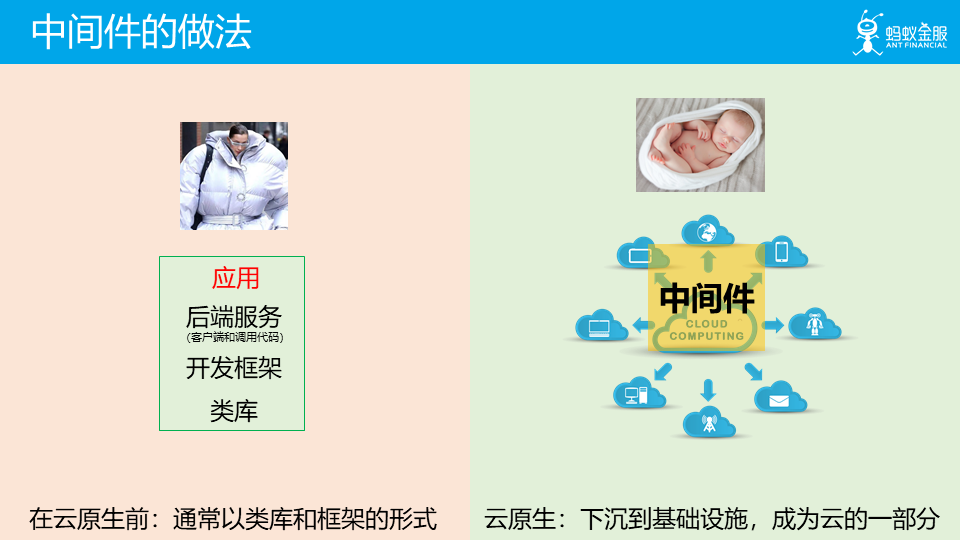 中间件的做法
蚂蚁金服
ANT FINANCIAL
应用
后端服务
(客户端和调用代码)
开发框架
类库
中间件
CLOUD
COMPUTING
在云原生前：通常以类库和框架的形式
云原生：下沉到基础设施，成为云的一部分